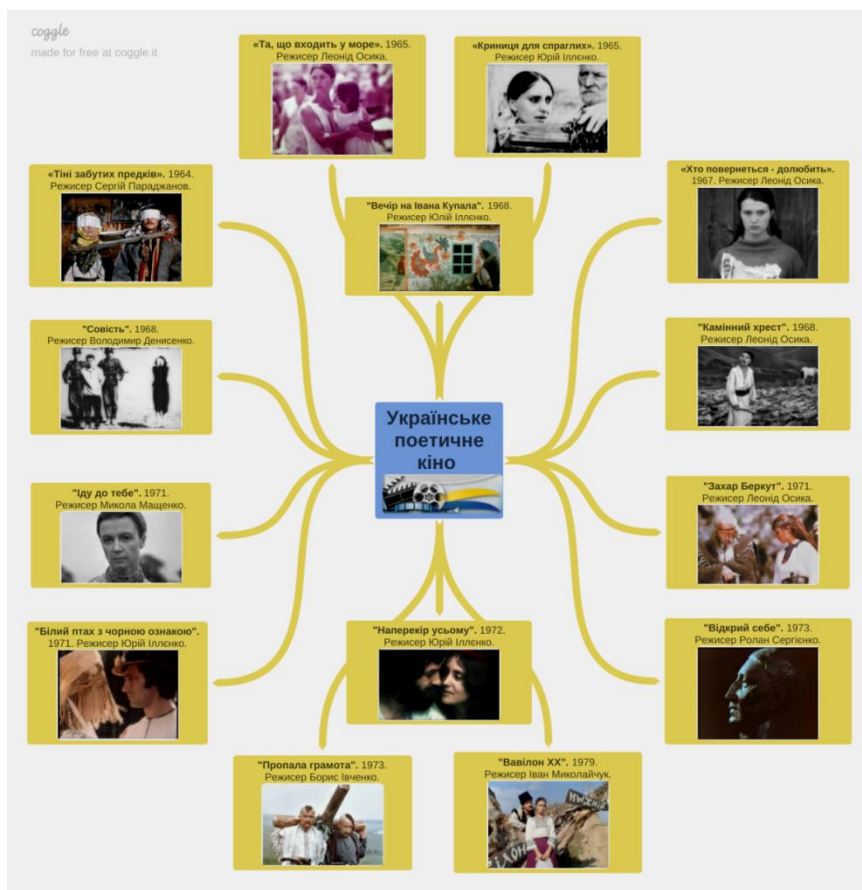 coggle
made for free at coggle.it
«Та, що входить у море». 1965.
Режисер Леонід Осика.
«Криниця для спраглих». 1965.
Режисер Юрій Іллєнко.
«Тіні забутих предків». 1964.
Режисер Сергій Параджанов.
"Вечір на Івана Купала". 1968.
Режисер Юлій Іллєнко.
«Хто повернеться - долюбить».
1967. Режисер Леонід Осика.
"Совість". 1968.
Режисер Володимир Денисенко.
"Камінний хрест". 1968.
Режисер Леонід Осика.
Українське
поетичне
кіно
"Іду до тебе". 1971.
Режисер Микола Мащенко.
"Захар Беркут". 1971.
Режисер Леонід Осика.
"Білий птах з чорною ознакою".
1971. Режисер Юрій Іллєнко.
"Наперекір усьому". 1972.
Режисер Юрій Іллєнко.
"Відкрий себе". 1973.
Режисер Ролан Сергієнко.
"Пропала грамота". 1973.
Режисер Борис Івченко.
"Вавілон ХХ". 1979.
Режисер Іван Миколайчук.